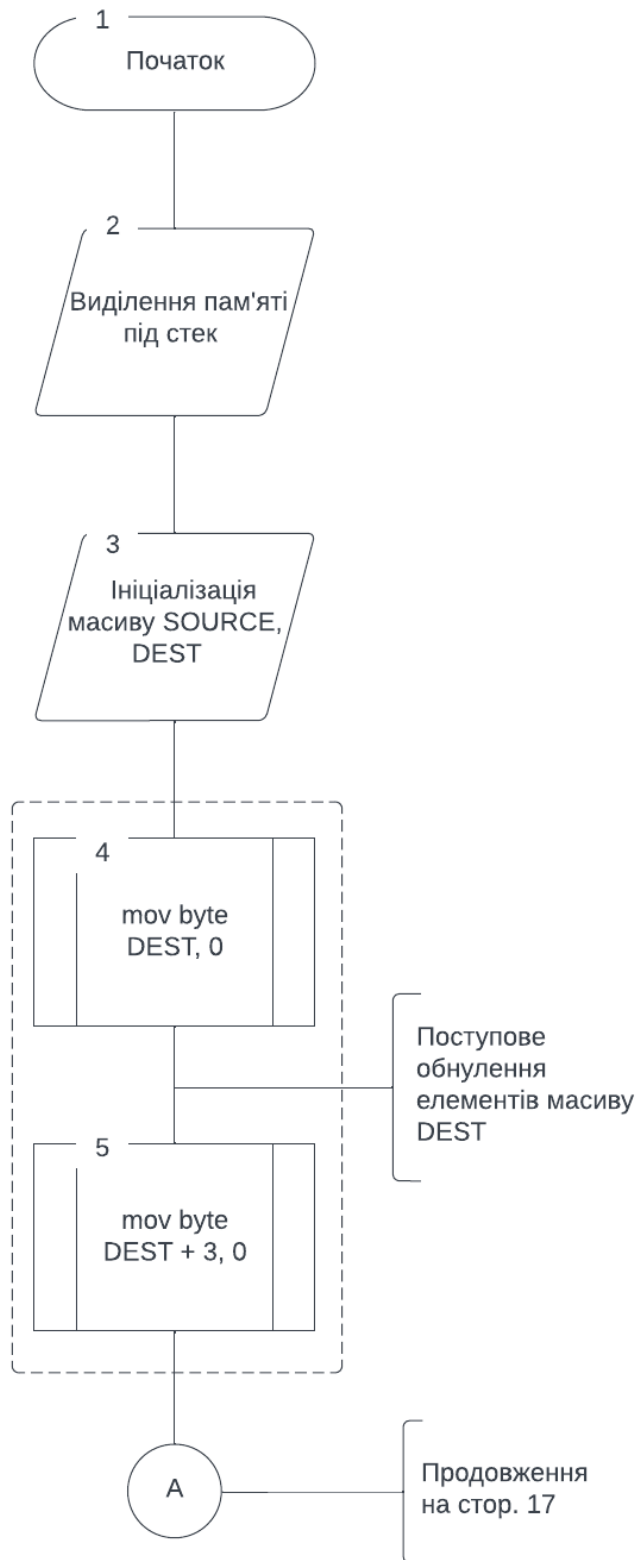 1
Початок
2
Виділення пам'яті
під стек
3
Ініціалізація
масиву SOURCE,
DEST
4
mov byte
DEST, 0
Поступове
обнулення
елементів масиву
DEST
5
mov byte
DEST + 3, 0
A
Продовження
на стор. 17